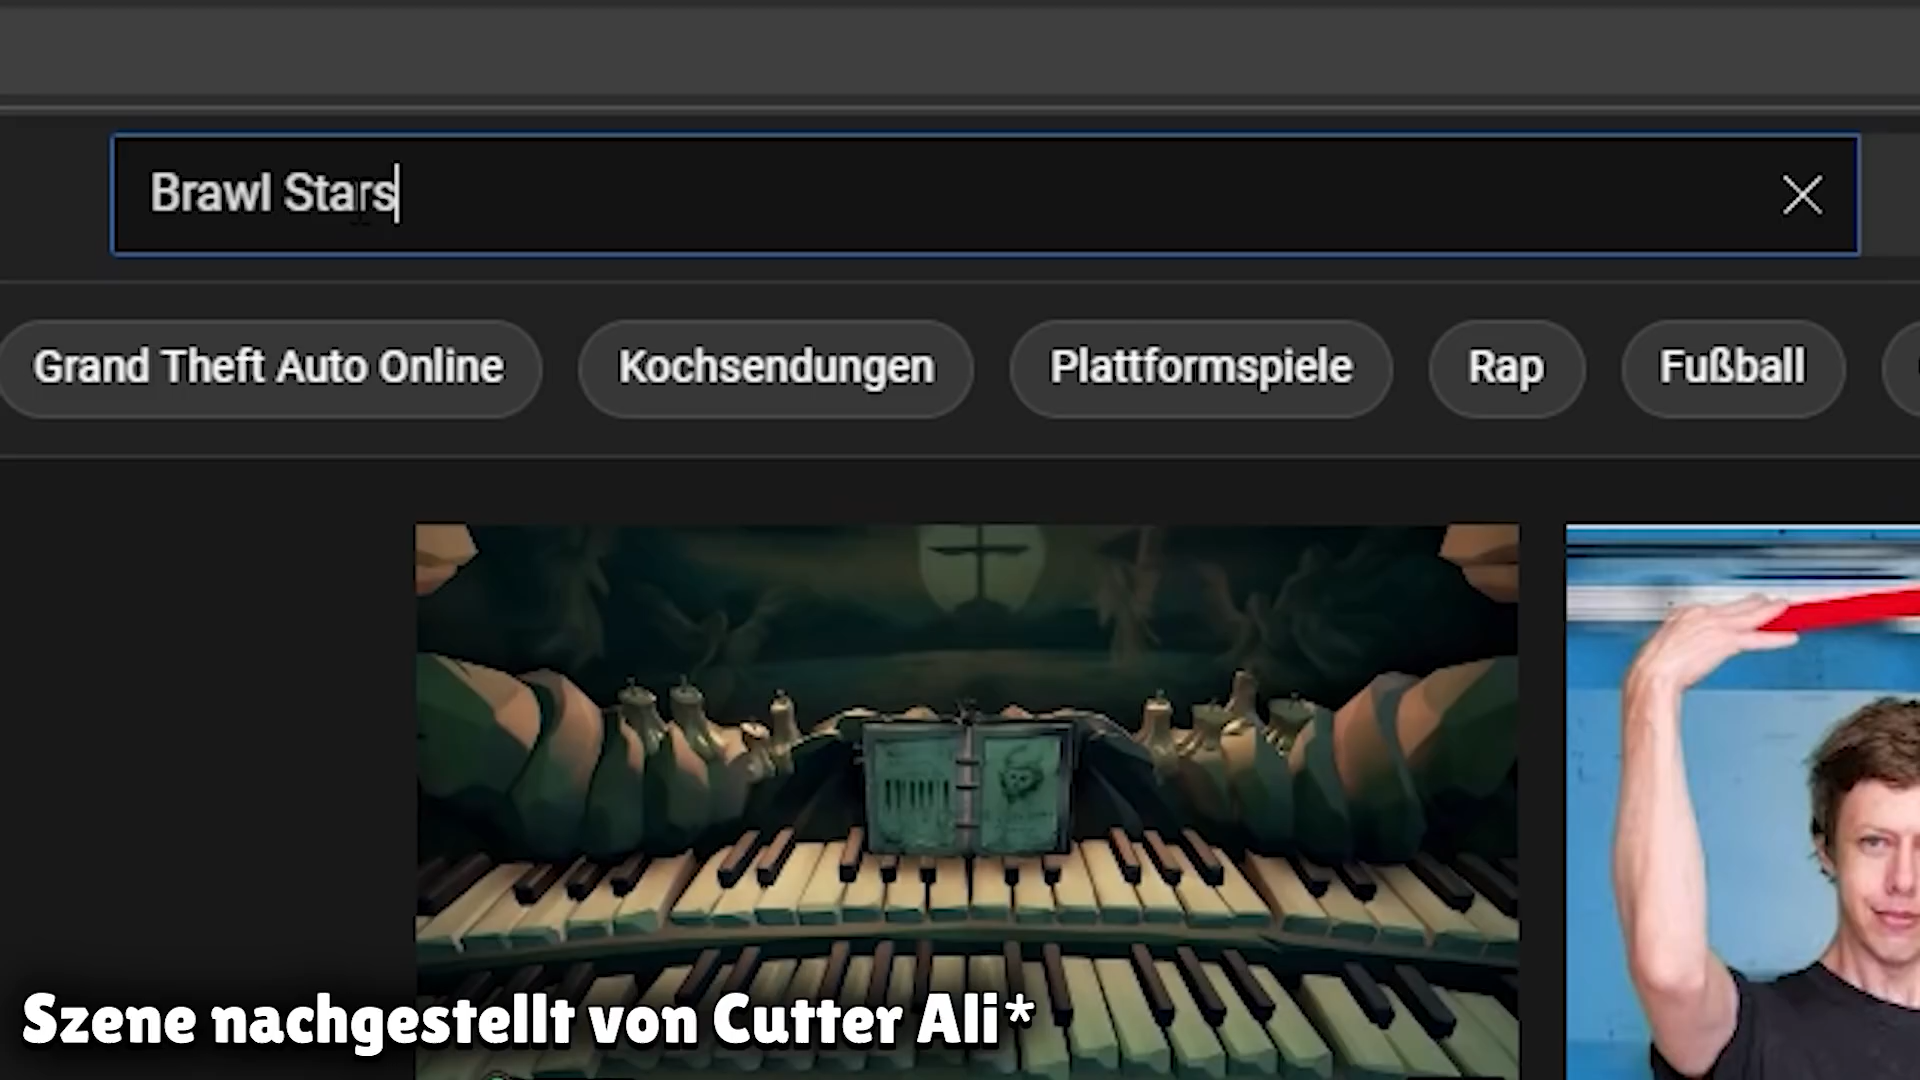 Brawl Stars
Grand Theft Auto Online
Kochsendungen
Plattformspiele
Rap
Fußball
Szene nachgestellt von Cutter Ali*